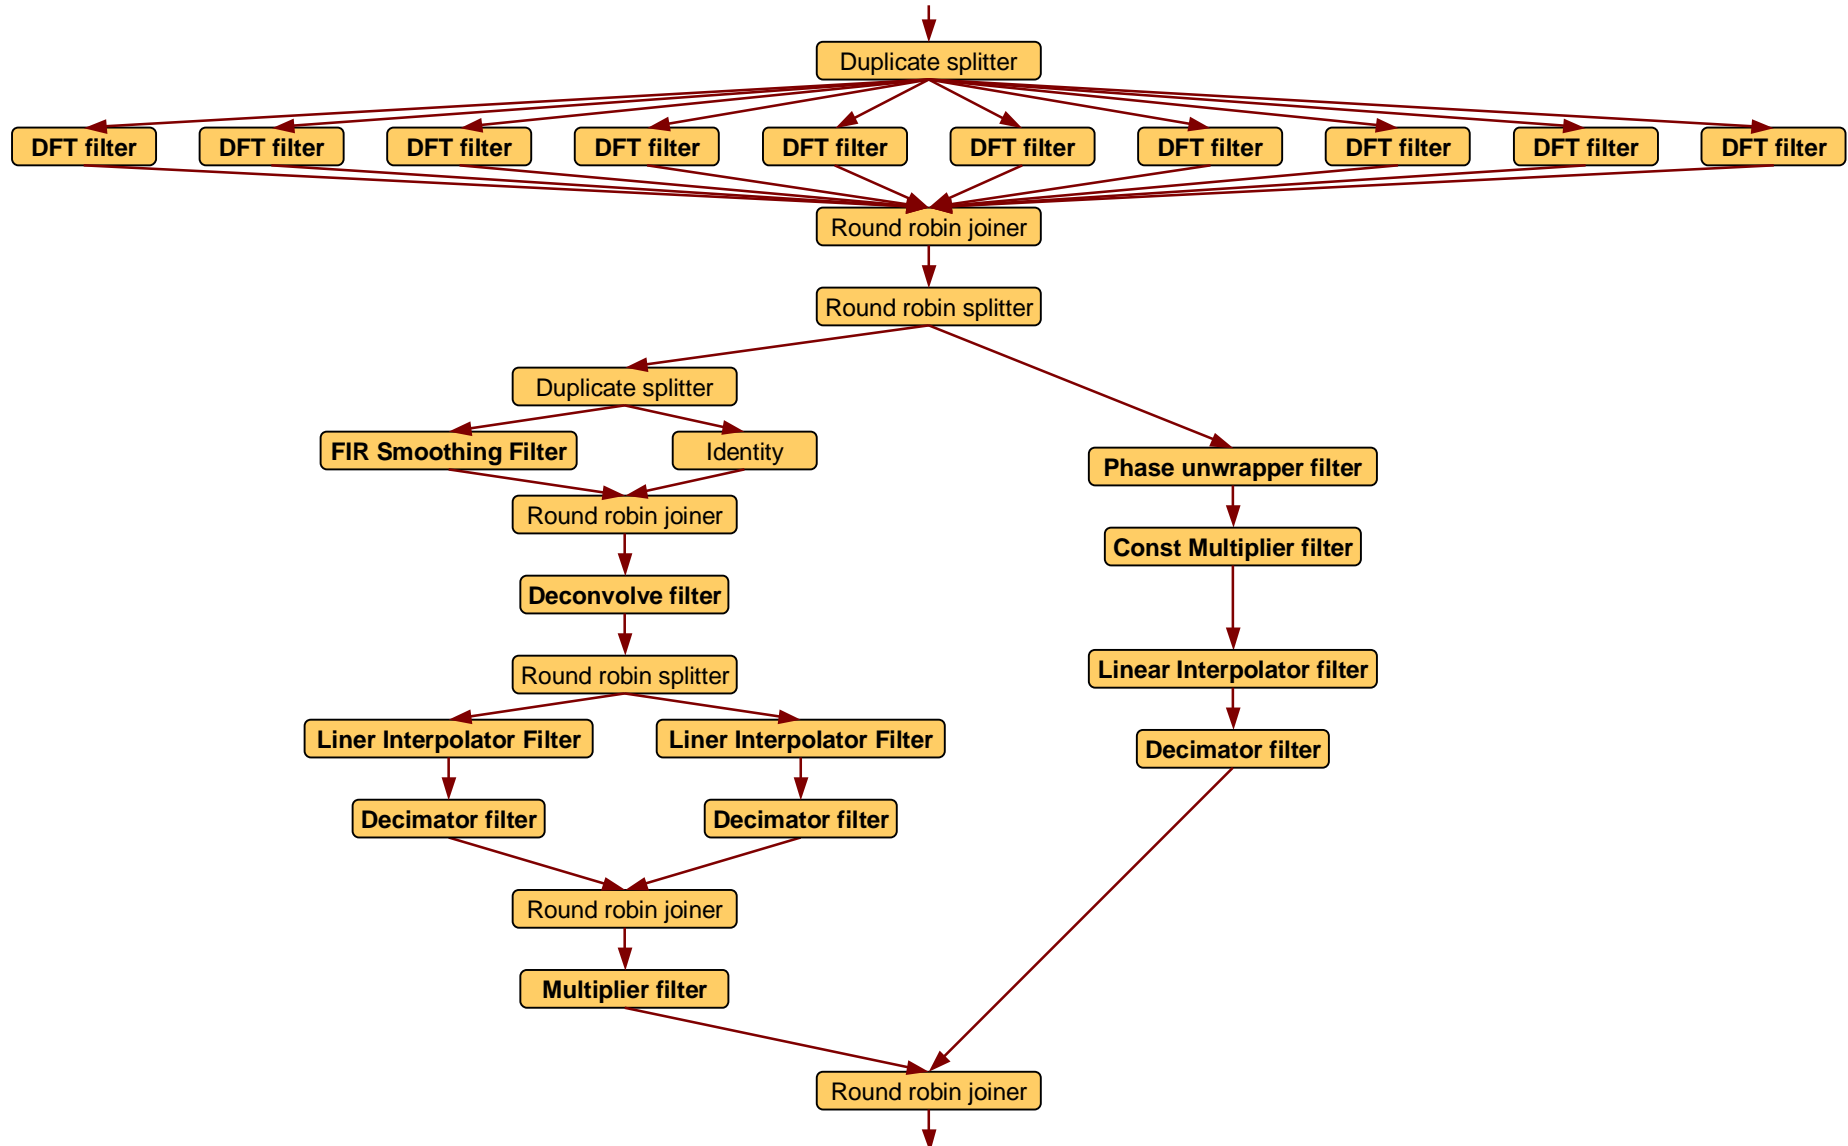 Duplicate splitter
DFT filter
DFT filter
DFT filter
DFT filter
DFT filter
DFT filter
DFT filter
DFT filter
DFT filter
DFT filter
Round robin joiner
Round robin splitter
Duplicate splitter
FIR Smoothing Filter
Identity
Phase unwrapper filter
Round robin joiner
Const Multiplier filter
Deconvolve filter
Round robin splitter
Linear Interpolator filter
Liner Interpolator Filter
Liner Interpolator Filter
Decimator filter
Decimator filter
Decimator filter
Round robin joiner
Multiplier filter
Round robin joiner